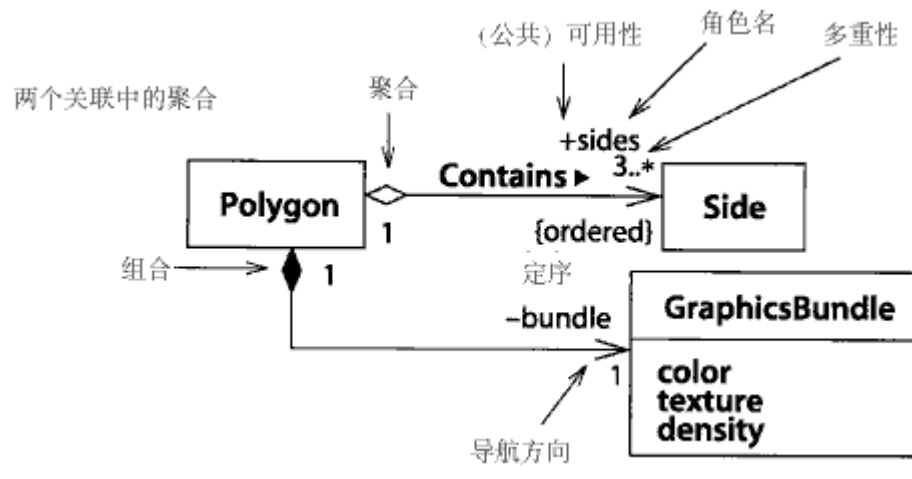 (公共) 可用性
角色名
多重性
两个关联中的聚合
聚合
+sides
3..*
Contains ▸
Polygon
Side
1
{ordered}
组合
1
定序
GraphicsBundle
–bundle
1
color
texture
density
导航方向